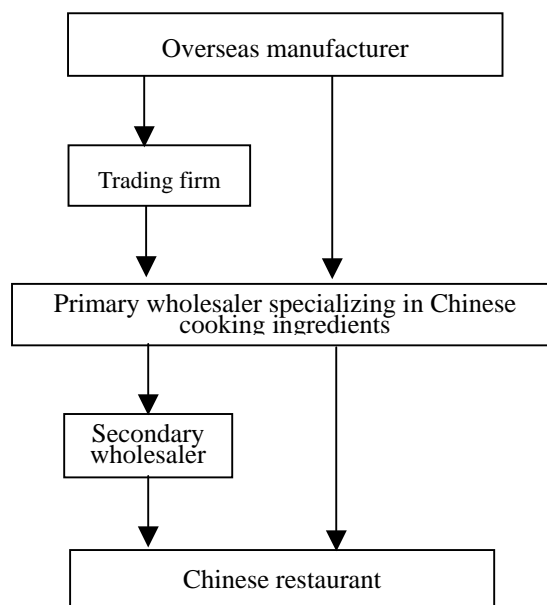 Overseas manufacturer
Trading firm
Primary wholesaler specializing in Chinese
cooking ingredients
Secondary
wholesaler
Chinese restaurant